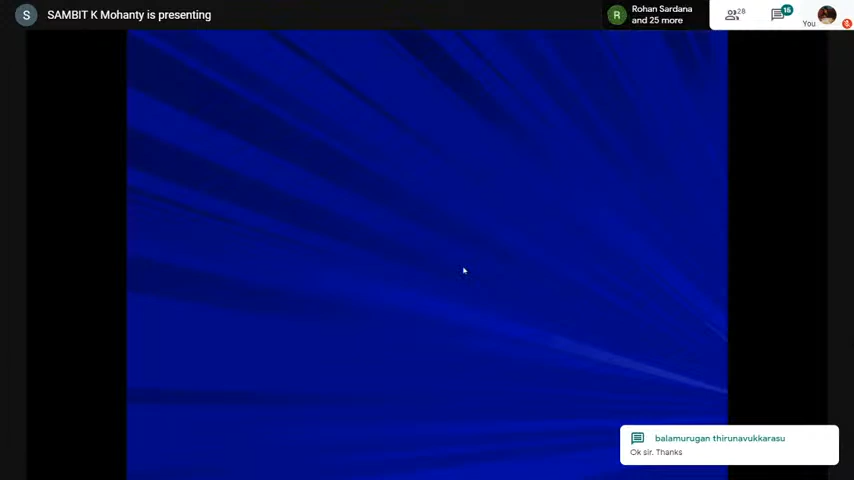 S SAMBIT K Mohanty is presenting
R Rohan Sardana
and 25 more
28
16
You
balamurugan thirunavukkarasu
Ok sir. Thanks